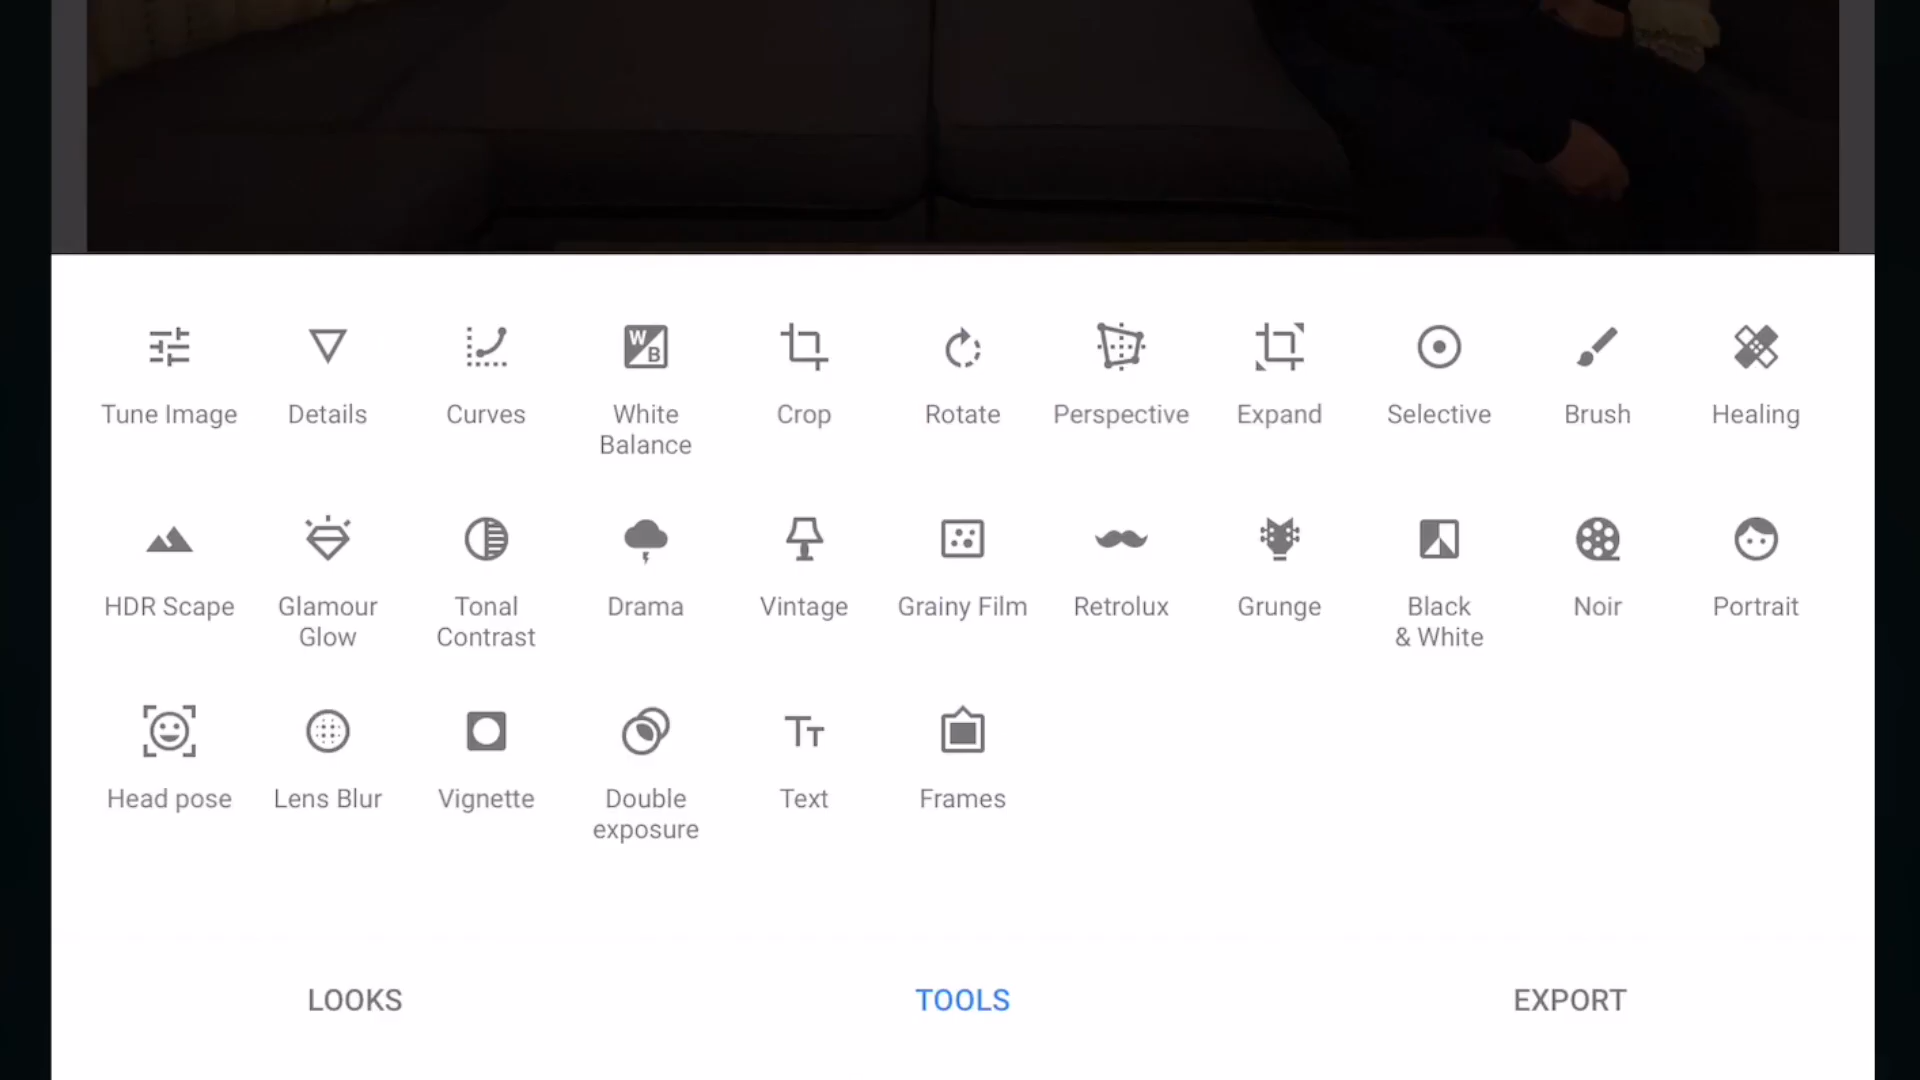 Tune Image
Details
Curves
White
Balance
Crop
Rotate
Perspective
Expand
Selective
Brush
Healing
HDR Scape
Glamour
Glow
Tonal
Contrast
Drama
Vintage
Grainy Film
Retrolux
Grunge
Black
& White
Noir
Portrait
Head pose
Lens Blur
Vignette
Double
exposure
Text
Frames
LOOKS
TOOLS
EXPORT